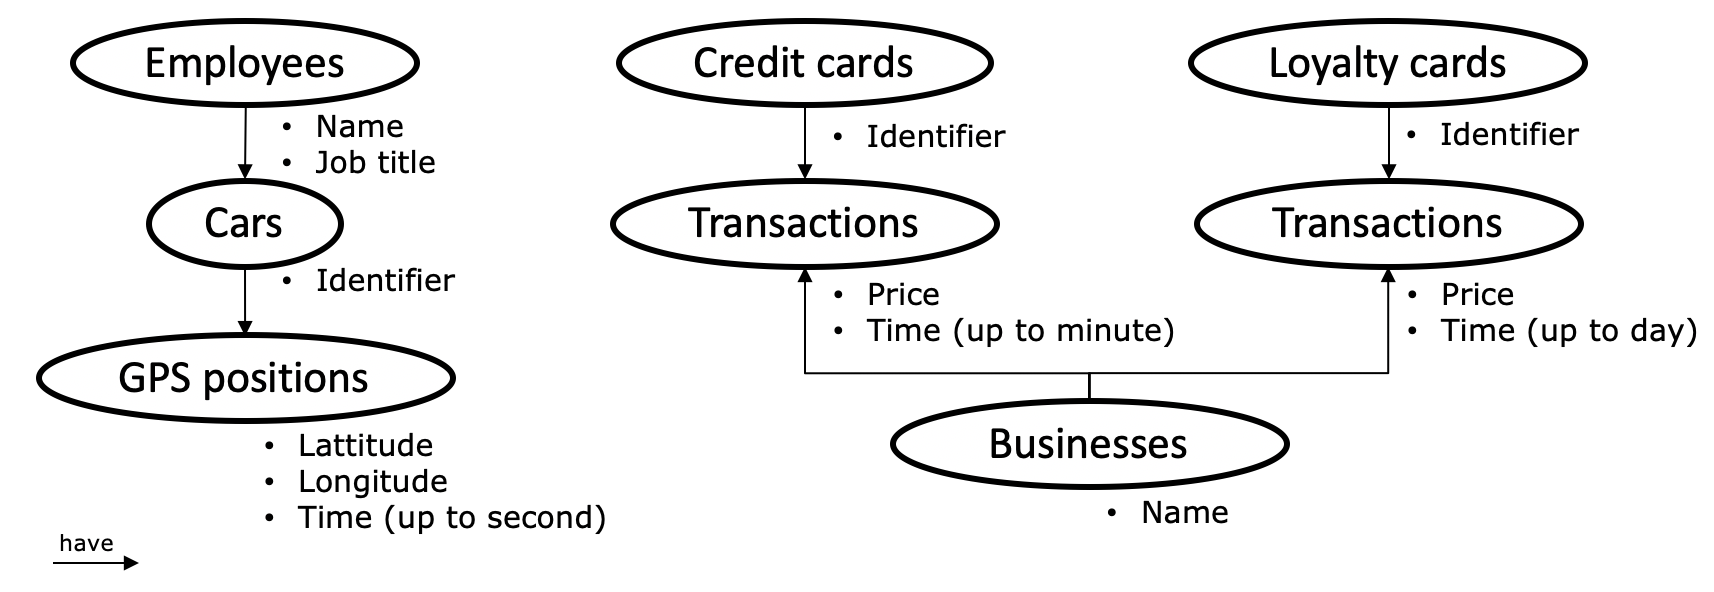 Employees
• Name
• Job title
Cars
• Identifier
GPS positions
• Lattitude
• Longitude
• Time (up to second)
have
Credit cards
• Identifier
Transactions
• Price
• Time (up to minute)
Loyalty cards
• Identifier
Transactions
• Price
• Time (up to day)
Businesses
• Name